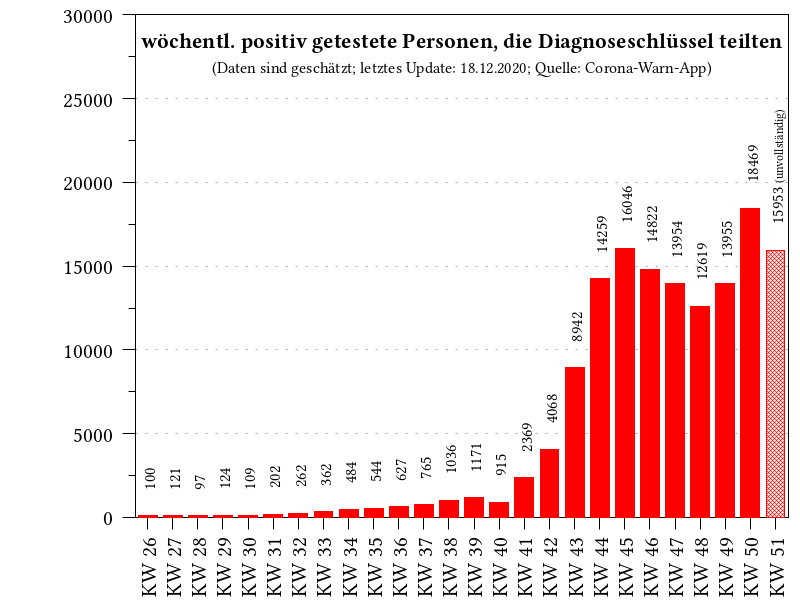 wöchentl. positiv getestete Personen, die Diagnoseschlüssel teilten
(Daten sind geschätzt; letztes Update: 18.12.2020; Quelle: Corona-Warn-App)
30000
25000
20000
15000
10000
5000
0
100
121
97
124
109
202
262
362
484
544
627
765
1036
1171
915
2369
4068
8942
14259
16046
14822
13954
12619
13955
18469
15953 (unvollständig)
KW 26
KW 27
KW 28
KW 29
KW 30
KW 31
KW 32
KW 33
KW 34
KW 35
KW 36
KW 37
KW 38
KW 39
KW 40
KW 41
KW 42
KW 43
KW 44
KW 45
KW 46
KW 47
KW 48
KW 49
KW 50
KW 51